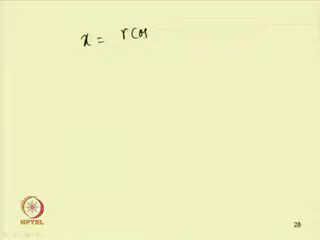 x = r cos
NPTEL
28